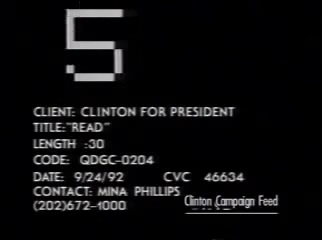 5
CLIENT: CLINTON FOR PRESIDENT
TITLE: "READ"
LENGTH :30
CODE: QDGC-0204
DATE: 9/24/92 CVC 46634
CONTACT: MINA PHILLIPS
(202)672-1000
Clinton Campaign Feed